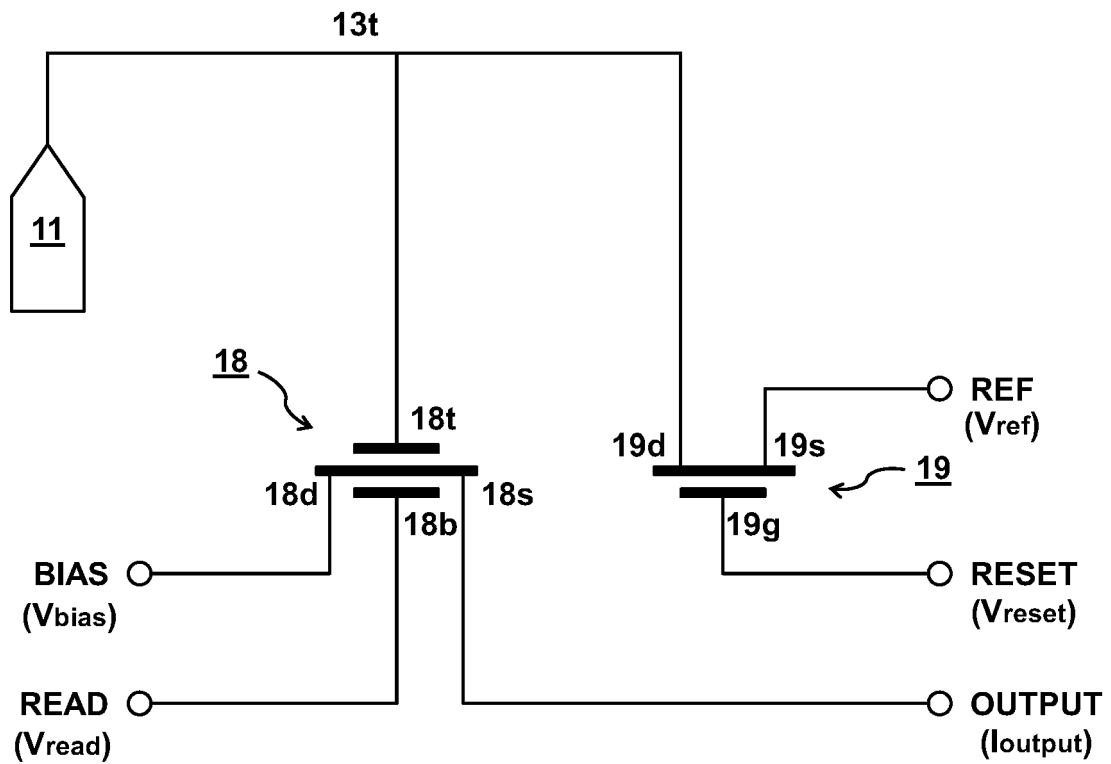 13t
11
18
18t
REF
(Vref)
19d
19s
19
18d
18s
18b
19g
BIAS
(Vbias)
RESET
(Vreset)
READ
(Vread)
OUTPUT
(Ioutput)